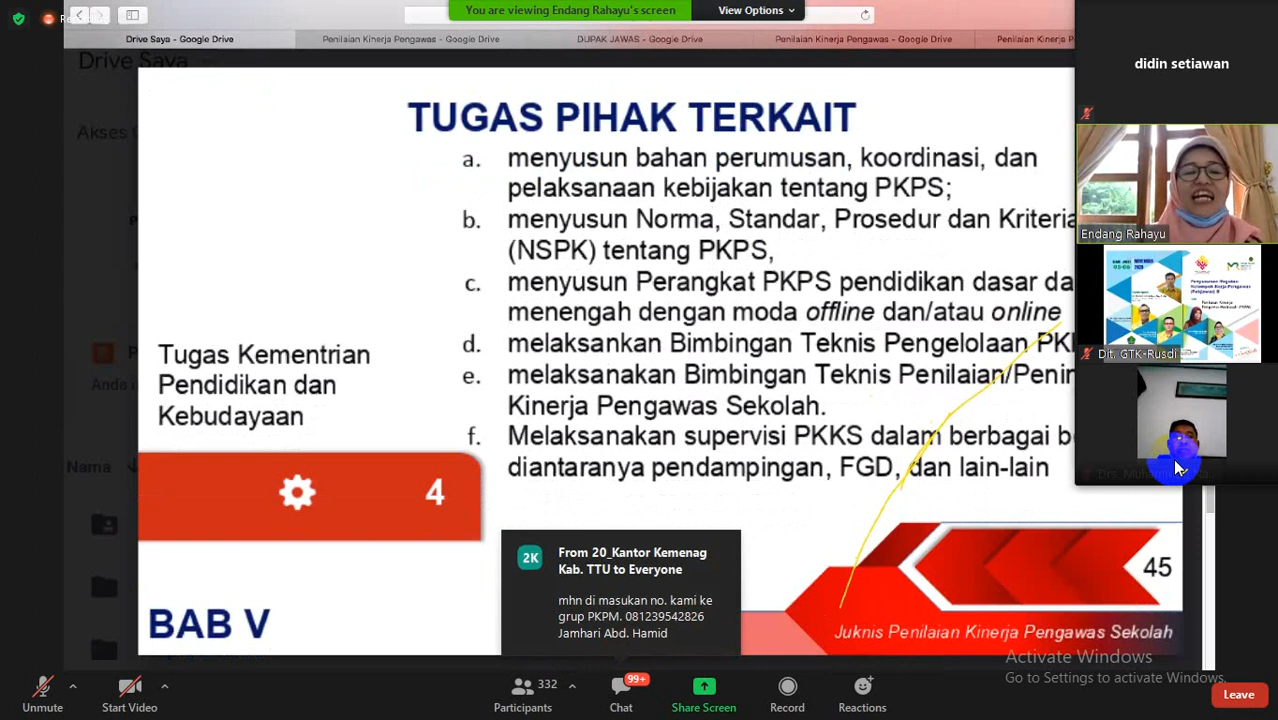 You are viewing Endang Rahayu's screen
View Options
Drive Saya - Google Drive
Penilaian Kinerja Pengawas - Google Drive
DUPAK JAWAS - Google Drive
Penilaian Kinerja Pengawas - Google Drive
Drive Saya
TUGAS PIHAK TERKAIT
a. menyusun bahan perumusan, koordinasi, dan
pelaksanaan kebijakan tentang PKPS;
b. menyusun Norma, Standar, Prosedur dan Kriteria
(NSPK) tentang PKPS,
c. menyusun Perangkat PKPS pendidikan dasar da
menengah dengan moda offline dan/atau online
d. melaksankan Bimbingan Teknis Pengelolaan PK
e. melaksanakan Bimbingan Teknis Penilaian/Penin
Kinerja Pengawas Sekolah.
f. Melaksanakan supervisi PKKS dalam berbagai be
diantaranya pendampingan, FGD, dan lain-lain
Tugas Kementrian
Pendidikan dan
Kebudayaan
4
BAB V
45
Juknis Penilaian Kinerja Pengawas Sekolah
Nama
didin setiawan
Endang Rahayu
Dit. GTK-Rusdi
2K
From 20_Kantor Kemenag
Kab. TTU to Everyone
mhn di masukan no. kami ke
grup PKPM. 081239542826
Jamhari Abd. Hamid
Activate Windows
Go to Settings to activate Windows.
Unmute
Start Video
332
Participants
99+
Chat
Share Screen
Record
Reactions
Leave